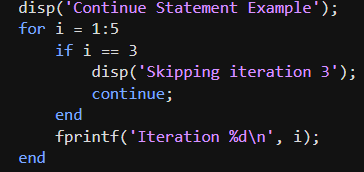 disp('Continue Statement Example');
for i = 1:5
    if i == 3
        disp('Skipping iteration 3');
        continue;
    end
    fprintf('Iteration %d\n', i);
end